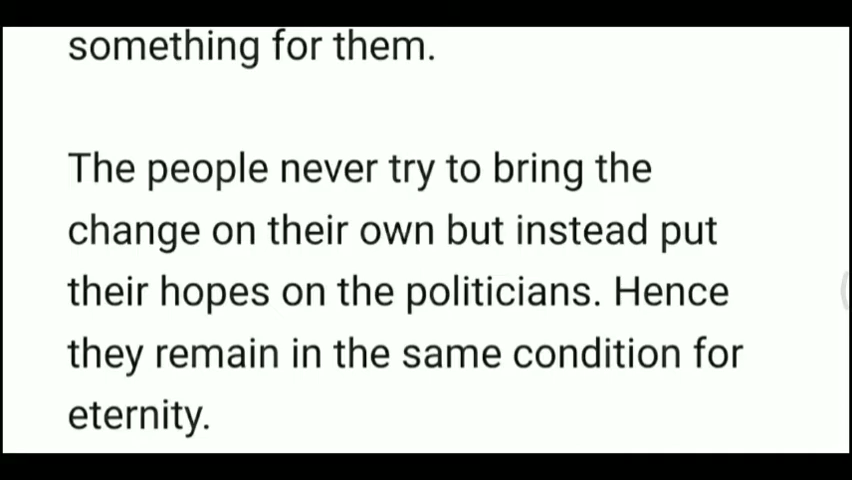 something for them.
The people never try to bring the
change on their own but instead put
their hopes on the politicians. Hence
they remain in the same condition for
eternity.